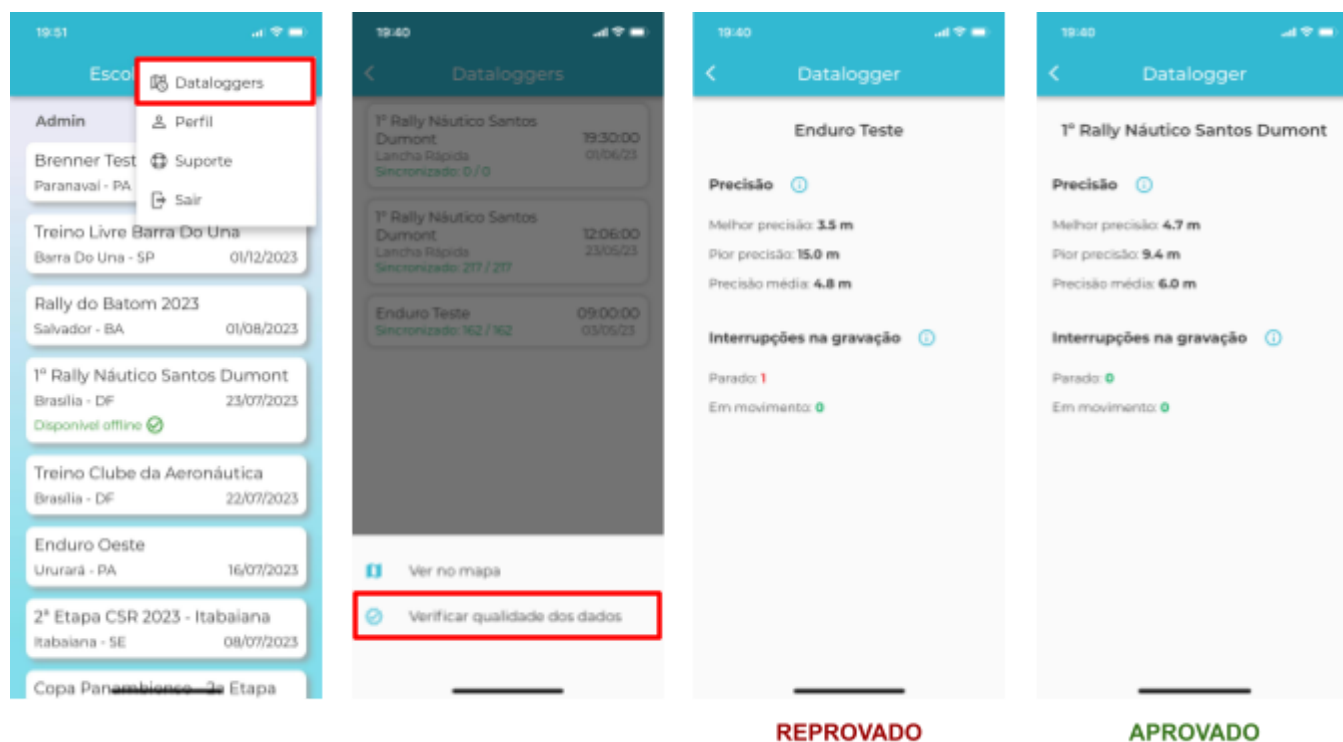 19:51
Escol
Dataloggers
Perfil
Suporte
Sair
Admin
Brenner Test
Paranavaí - PA
Treino Livre Barra Do Una
Barra Do Una - SP 01/12/2023
Rally do Batom 2023
Salvador - BA 01/08/2023
1º Rally Náutico Santos Dumont
Brasília - DF 23/07/2023
Disponível offline
Treino Clube da Aeronáutica
Brasília - DF 22/07/2023
Enduro Oeste
Ururará - PA 16/07/2023
2ª Etapa CSR 2023 - Itabaiana
Itabaiana - SE 08/07/2023
Copa Panambience - 2a Etapa
19:40
Dataloggers
1º Rally Náutico Santos
Dumont 19:30:00
Lancha Rápida 01/06/23
Sincronizado: 0 / 0
1º Rally Náutico Santos
Dumont 12:06:00
Lancha Rápida 23/05/23
Sincronizado: 217 / 217
Enduro Teste 09:00:00
Sincronizado: 162 / 162 03/05/23
Ver no mapa
Verificar qualidade dos dados
19:40
Datalogger
Enduro Teste
Precisão
Melhor precisão: 3.5 m
Pior precisão: 15.0 m
Precisão média: 4.8 m
Interrupções na gravação
Parado: 1
Em movimento: 0
REPROVADO
19:40
Datalogger
1º Rally Náutico Santos Dumont
Precisão
Melhor precisão: 4.7 m
Pior precisão: 9.4 m
Precisão média: 6.0 m
Interrupções na gravação
Parado: 0
Em movimento: 0
APROVADO